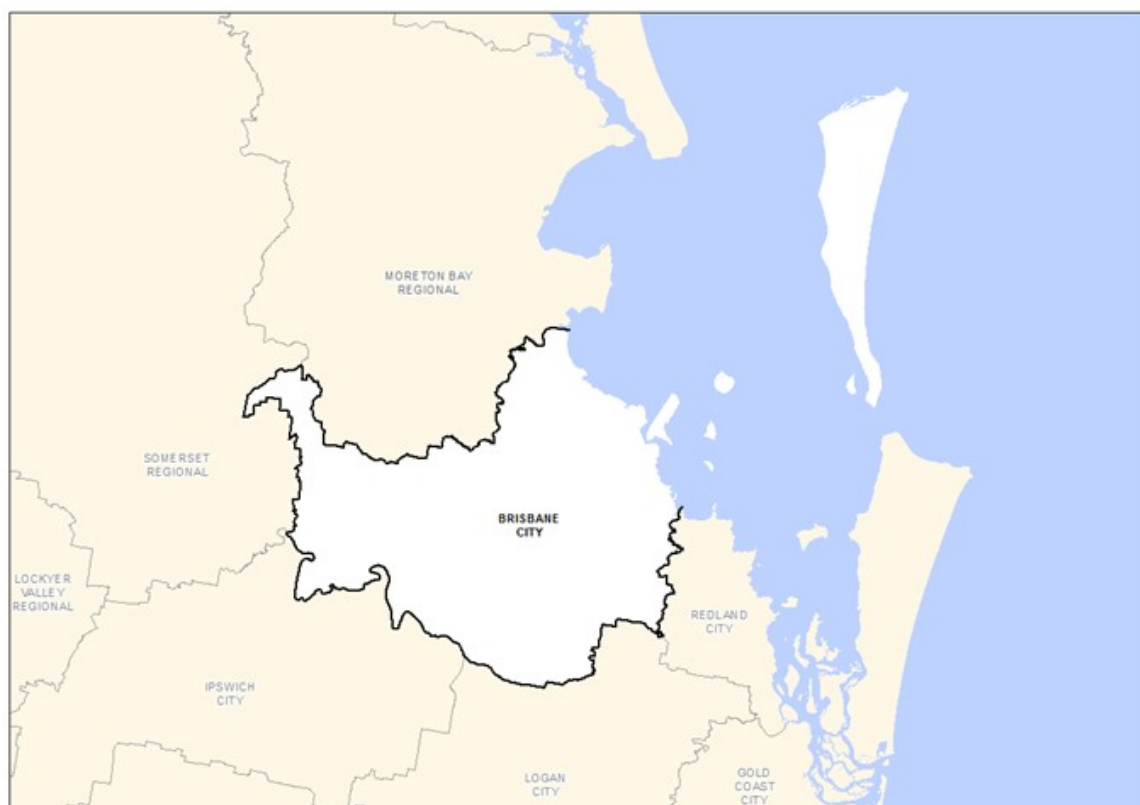 MORETON BAY
REGIONAL
SOMERSET
REGIONAL
BRISBANE
CITY
LOCKYER
VALLEY
REGIONAL
REDLAND
CITY
IPSWICH
CITY
LOGAN
CITY
GOLD
COAST
CITY